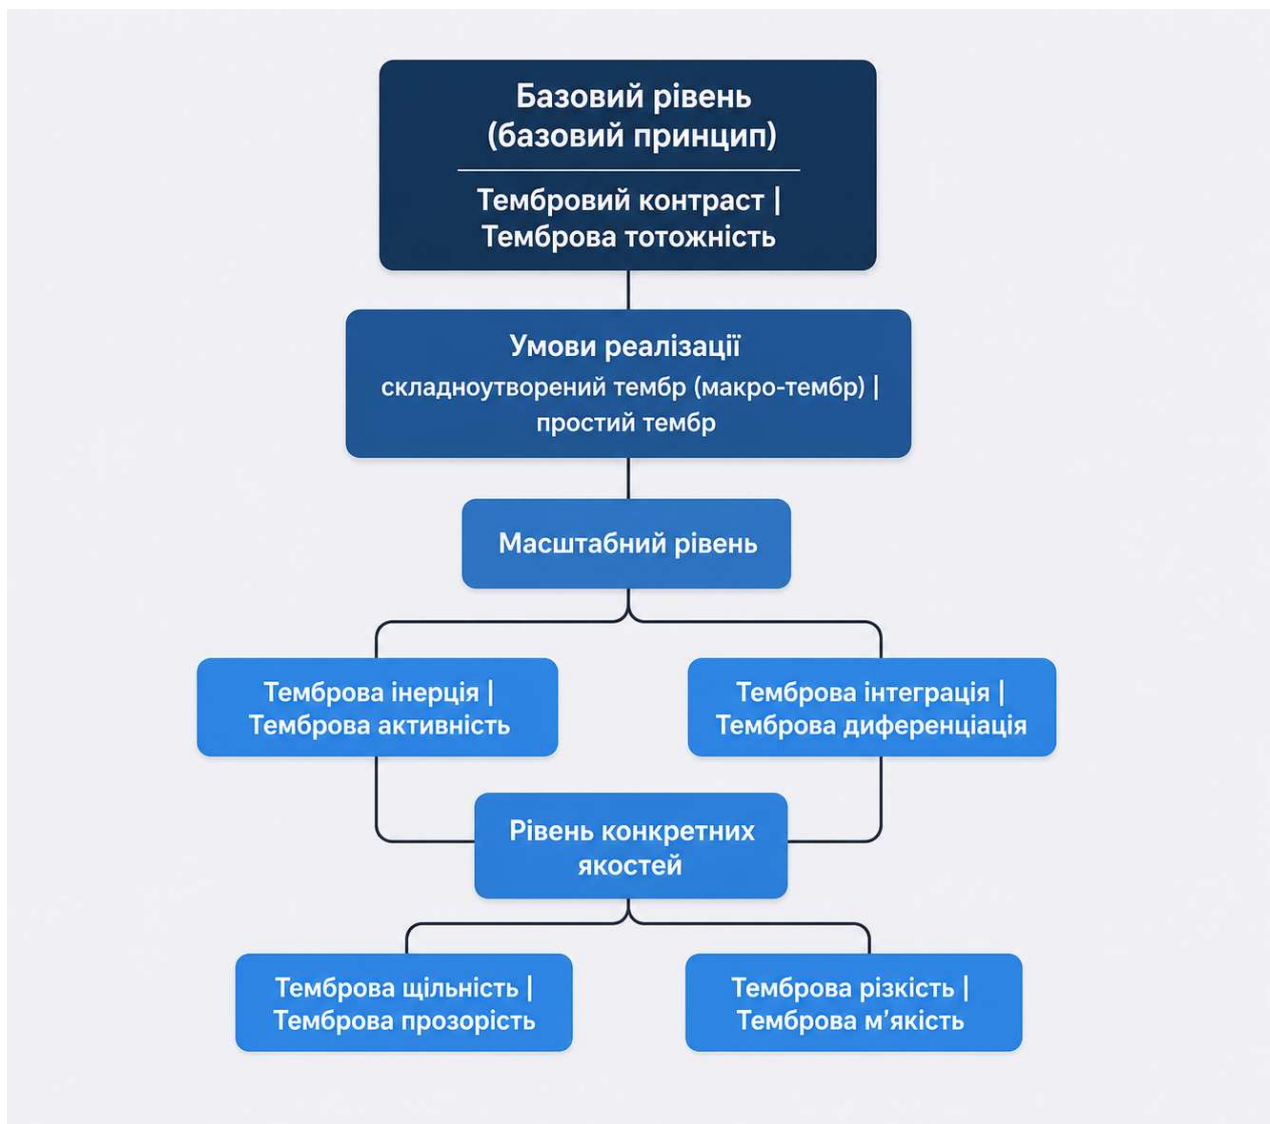 Базовий рівень
(базовий принцип)
Тембровий контраст |
Темброва тотожність
Умови реалізації
складноутворений тембр (макро-тембр) |
простий тембр
Масштабний рівень
Темброва інерція |
Темброва активність
Темброва інтеграція |
Темброва диференціація
Рівень конкретних
якостей
Темброва щільність |
Темброва прозорість
Темброва різкість |
Темброва м’якість